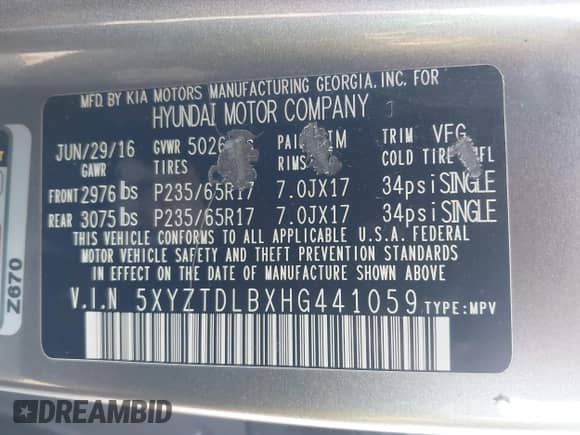 MFD. BY KIA MOTORS MANUFACTURING GEORGIA, INC. FOR
HYUNDAI MOTOR COMPANY
JUN/29/16 GVWR 502 TRIM VFG
GAWR TIRES RIMS COLD TIRE
FRONT 2976 lbs P235/65R17 7.0JX17 34psi SINGLE
REAR 3075 lbs P235/65R17 7.0JX17 34psi SINGLE
THIS VEHICLE CONFORMS TO ALL APPLICABLE U.S.A. FEDERAL
MOTOR VEHICLE SAFETY AND THEFT PREVENTION STANDARDS
IN EFFECT ON THE DATE OF MANUFACTURE SHOWN ABOVE.
V.I.N 5XYZTDLBXHG441059 TYPE:MPV
Z670
DREAMBID